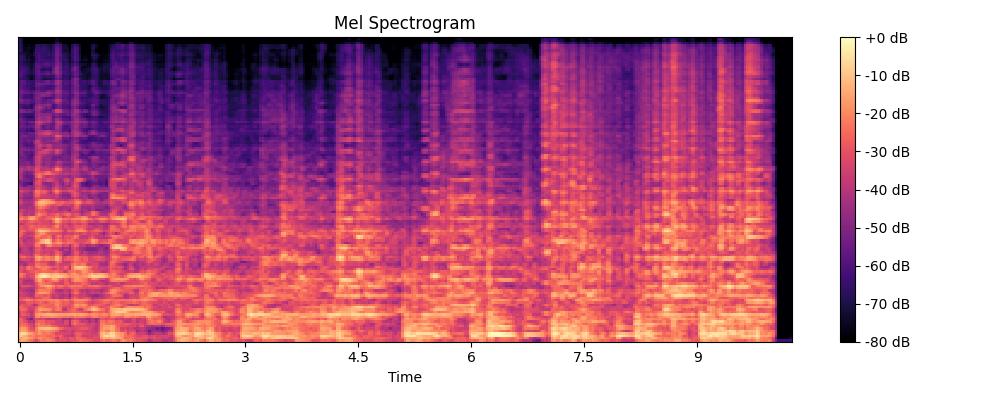 Mel Spectrogram
+0 dB
-10 dB
-20 dB
-30 dB
-40 dB
-50 dB
-60 dB
-70 dB
-80 dB
0 1.5 3 4.5 6 7.5 9
Time